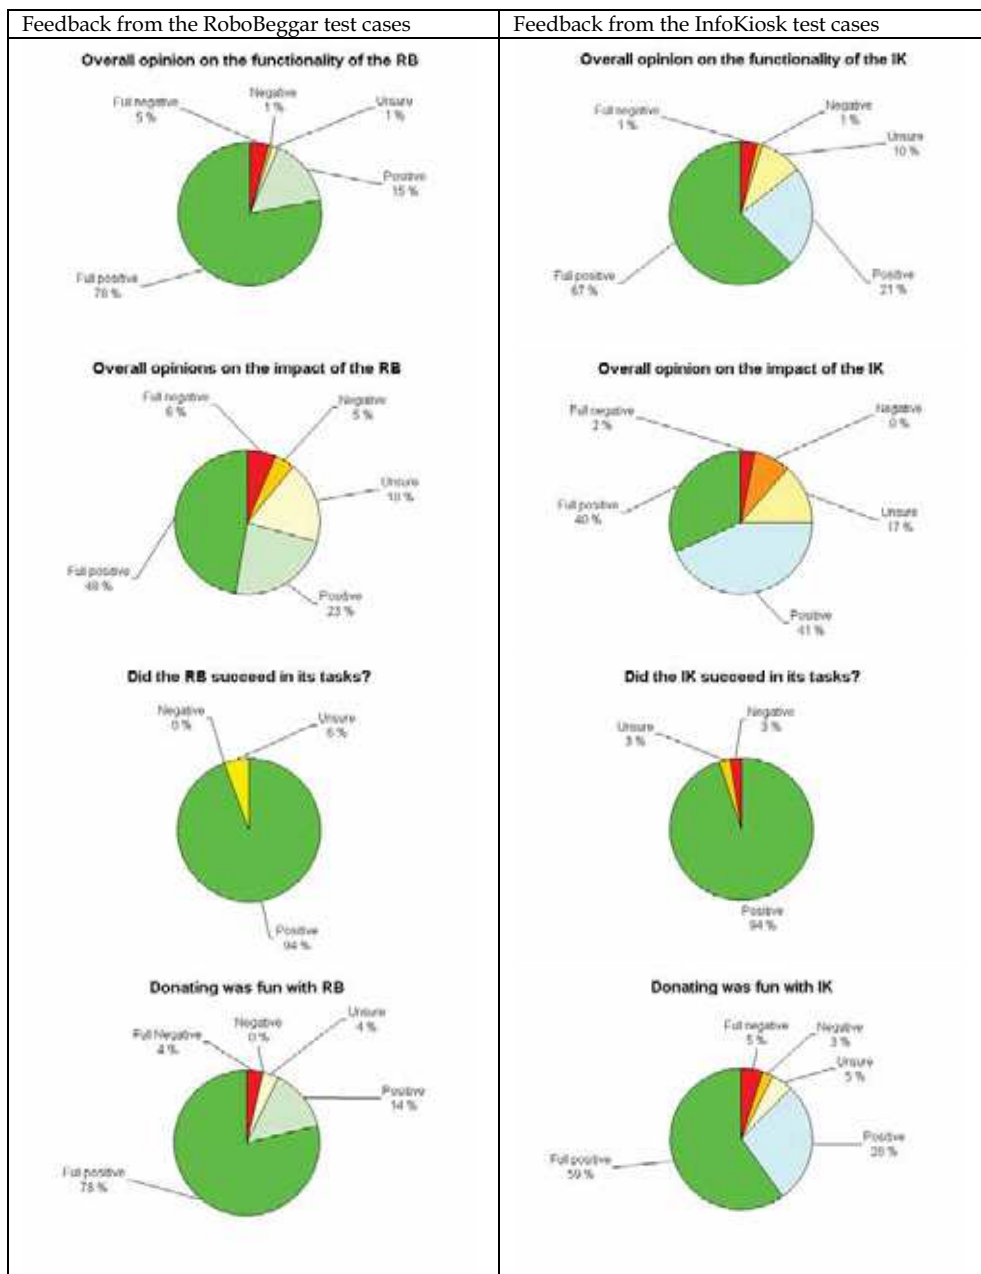 Feedback from the RoboBeggar test cases
Feedback from the InfoKiosk test cases
Overall opinion on the functionality of the RB
Full negative
5 %
Negative
1 %
Unsure
1 %
Positive
15 %
Full positive
78 %
Overall opinion on the functionality of the IK
Full negative
1 %
Negative
1 %
Unsure
10 %
Positive
21 %
Full positive
67 %
Overall opinions on the impact of the RB
Full negative
6 %
Negative
5 %
Unsure
Positive
23 %
Full positive
48 %
Overall opinion on the impact of the IK
Full negative
2 %
Negative
Unsure
17 %
Positive
41 %
Full positive
40 %
Did the RB succeed in its tasks?
Negative
0 %
Unsure
6 %
Positive
94 %
Did the IK succeed in its tasks?
Unsure
3 %
Negative
3 %
Positive
94 %
Donating was fun with RB
Full Negative
4 %
Negative
0 %
Unsure
4 %
Positive
14 %
Full positive
78 %
Donating was fun with IK
Full negative
5 %
Negative
3 %
Unsure
5 %
Positive
Full positive
59 %